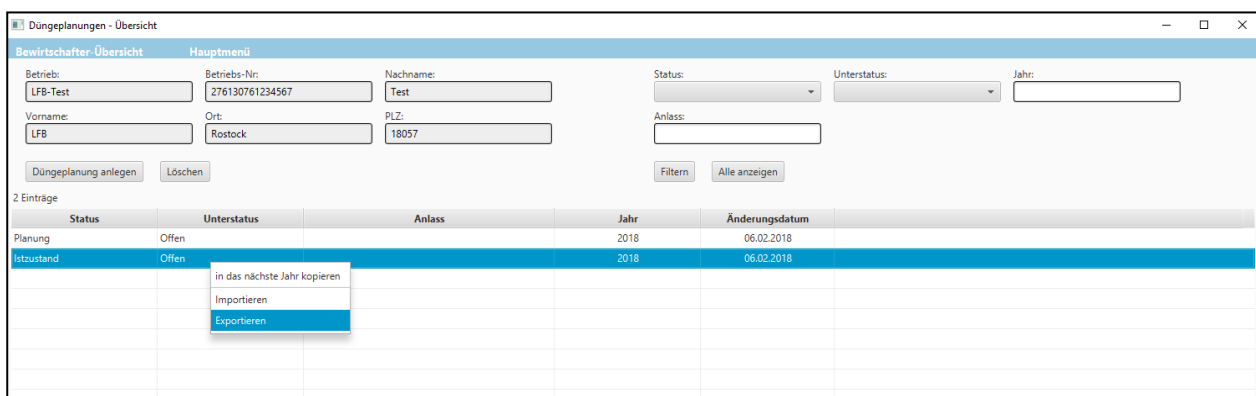 Düngeplanungen - Übersicht
Bewirtschafter-Übersicht Hauptmenü
Betrieb: Betriebs-Nr: Nachname: Status: Unterstatus: Jahr:
LFB-Test 276130761234567 Test
Vorname: Ort: PLZ: Anlass:
LFB Rostock 18057
Düngeplanung anlegen Löschen Filtern Alle anzeigen
2 Einträge
Status Unterstatus Anlass Jahr Änderungsdatum
Planung Offen 2018 06.02.2018
Istzustand Offen 2018 06.02.2018
in das nächste Jahr kopieren
Importieren
Exportieren